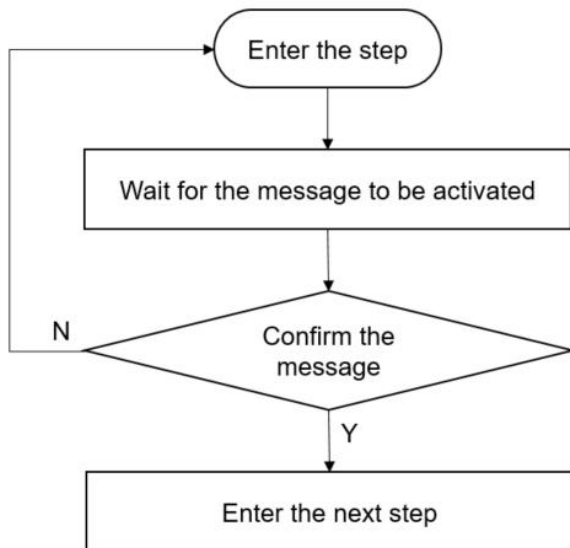 Enter the step
Wait for the message to be activated
N
Confirm the
message
Y
Enter the next step